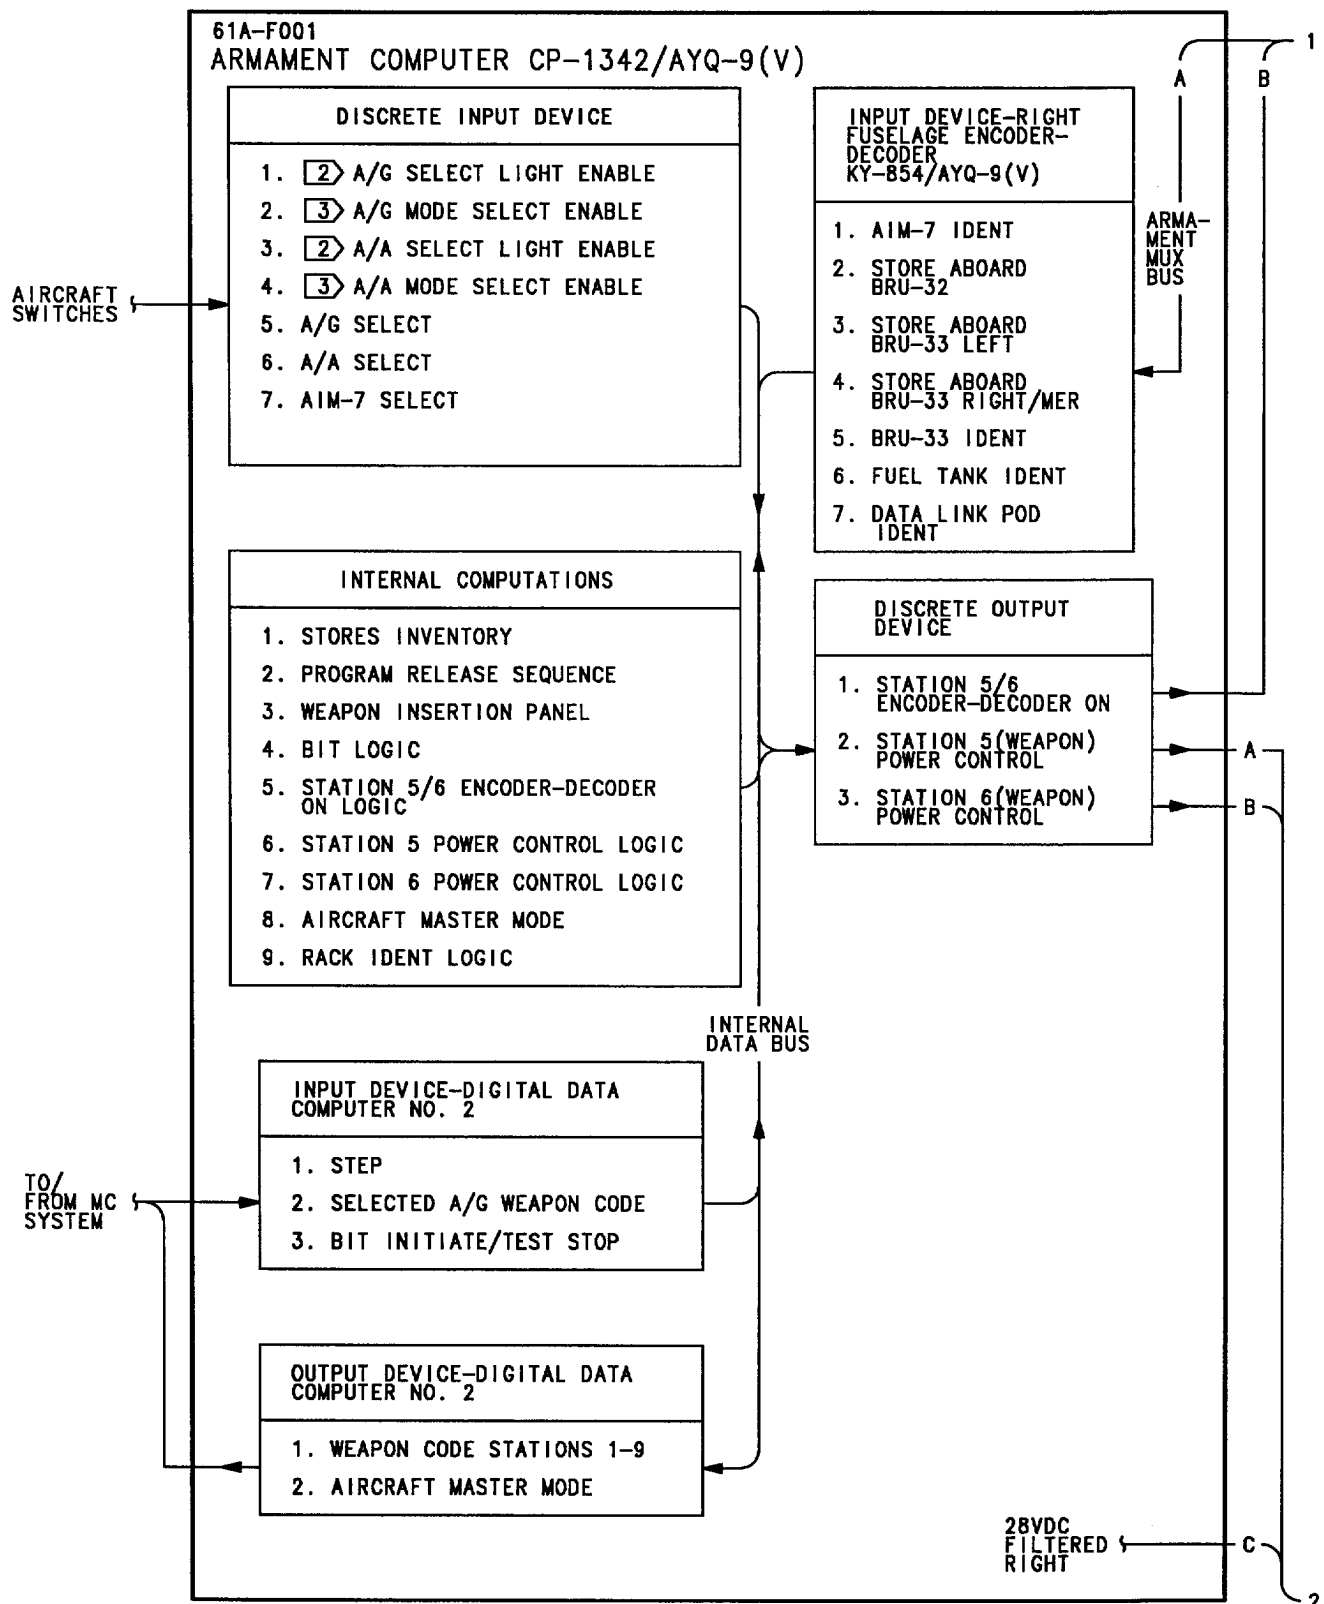 61A-F001
ARMAMENT COMPUTER CP-1342/AYQ-9(V)
DISCRETE INPUT DEVICE
1. 2 A/G SELECT LIGHT ENABLE
2. 3 A/G MODE SELECT ENABLE
3. 2 A/A SELECT LIGHT ENABLE
4. 3 A/A MODE SELECT ENABLE
5. A/G SELECT
6. A/A SELECT
7. AIM-7 SELECT
AIRCRAFT
SWITCHES
INPUT DEVICE-RIGHT
FUSELAGE ENCODER-
DECODER
KY-854/AYQ-9(V)
1. AIM-7 IDENT
2. STORE ABOARD
BRU-32
3. STORE ABOARD
BRU-33 LEFT
4. STORE ABOARD
BRU-33 RIGHT/MER
5. BRU-33 IDENT
6. FUEL TANK IDENT
7. DATA LINK POD
IDENT
1
A
B
ARMA-
MENT
MUX
BUS
INTERNAL COMPUTATIONS
1. STORES INVENTORY
2. PROGRAM RELEASE SEQUENCE
3. WEAPON INSERTION PANEL
4. BIT LOGIC
5. STATION 5/6 ENCODER-DECODER
ON LOGIC
6. STATION 5 POWER CONTROL LOGIC
7. STATION 6 POWER CONTROL LOGIC
8. AIRCRAFT MASTER MODE
9. RACK IDENT LOGIC
DISCRETE OUTPUT
DEVICE
1. STATION 5/6
ENCODER-DECODER ON
2. STATION 5(WEAPON)
POWER CONTROL
3. STATION 6(WEAPON)
POWER CONTROL
A
B
INTERNAL
DATA BUS
INPUT DEVICE-DIGITAL DATA
COMPUTER NO. 2
1. STEP
2. SELECTED A/G WEAPON CODE
3. BIT INITIATE/TEST STOP
TO/
FROM MC
SYSTEM
OUTPUT DEVICE-DIGITAL DATA
COMPUTER NO. 2
1. WEAPON CODE STATIONS 1-9
2. AIRCRAFT MASTER MODE
28VDC
FILTERED
RIGHT
C
2